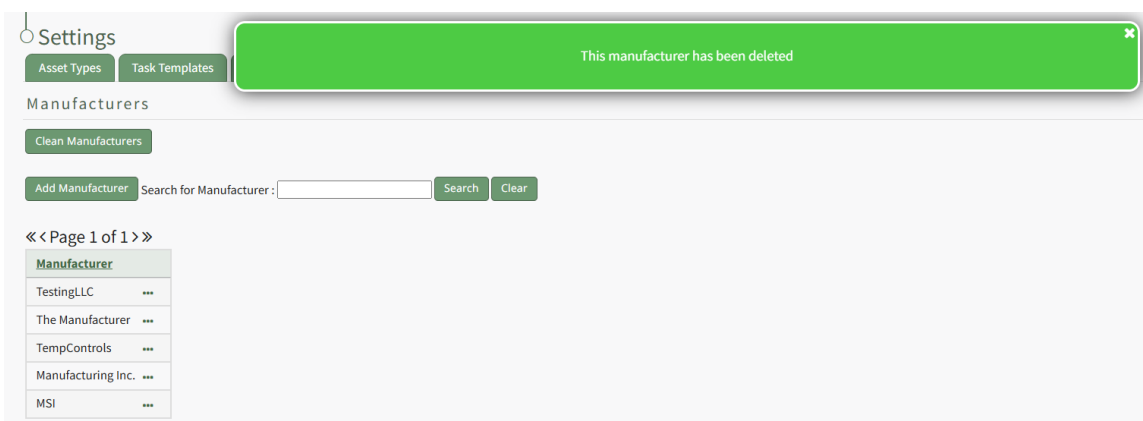 Settings
This manufacturer has been deleted
Asset Types Task Templates
Manufacturers
Clean Manufacturers
Add Manufacturer Search for Manufacturer : Search Clear
Page 1 of 1
Manufacturer
TestingLLC
The Manufacturer
TempControls
Manufacturing Inc.
MSI